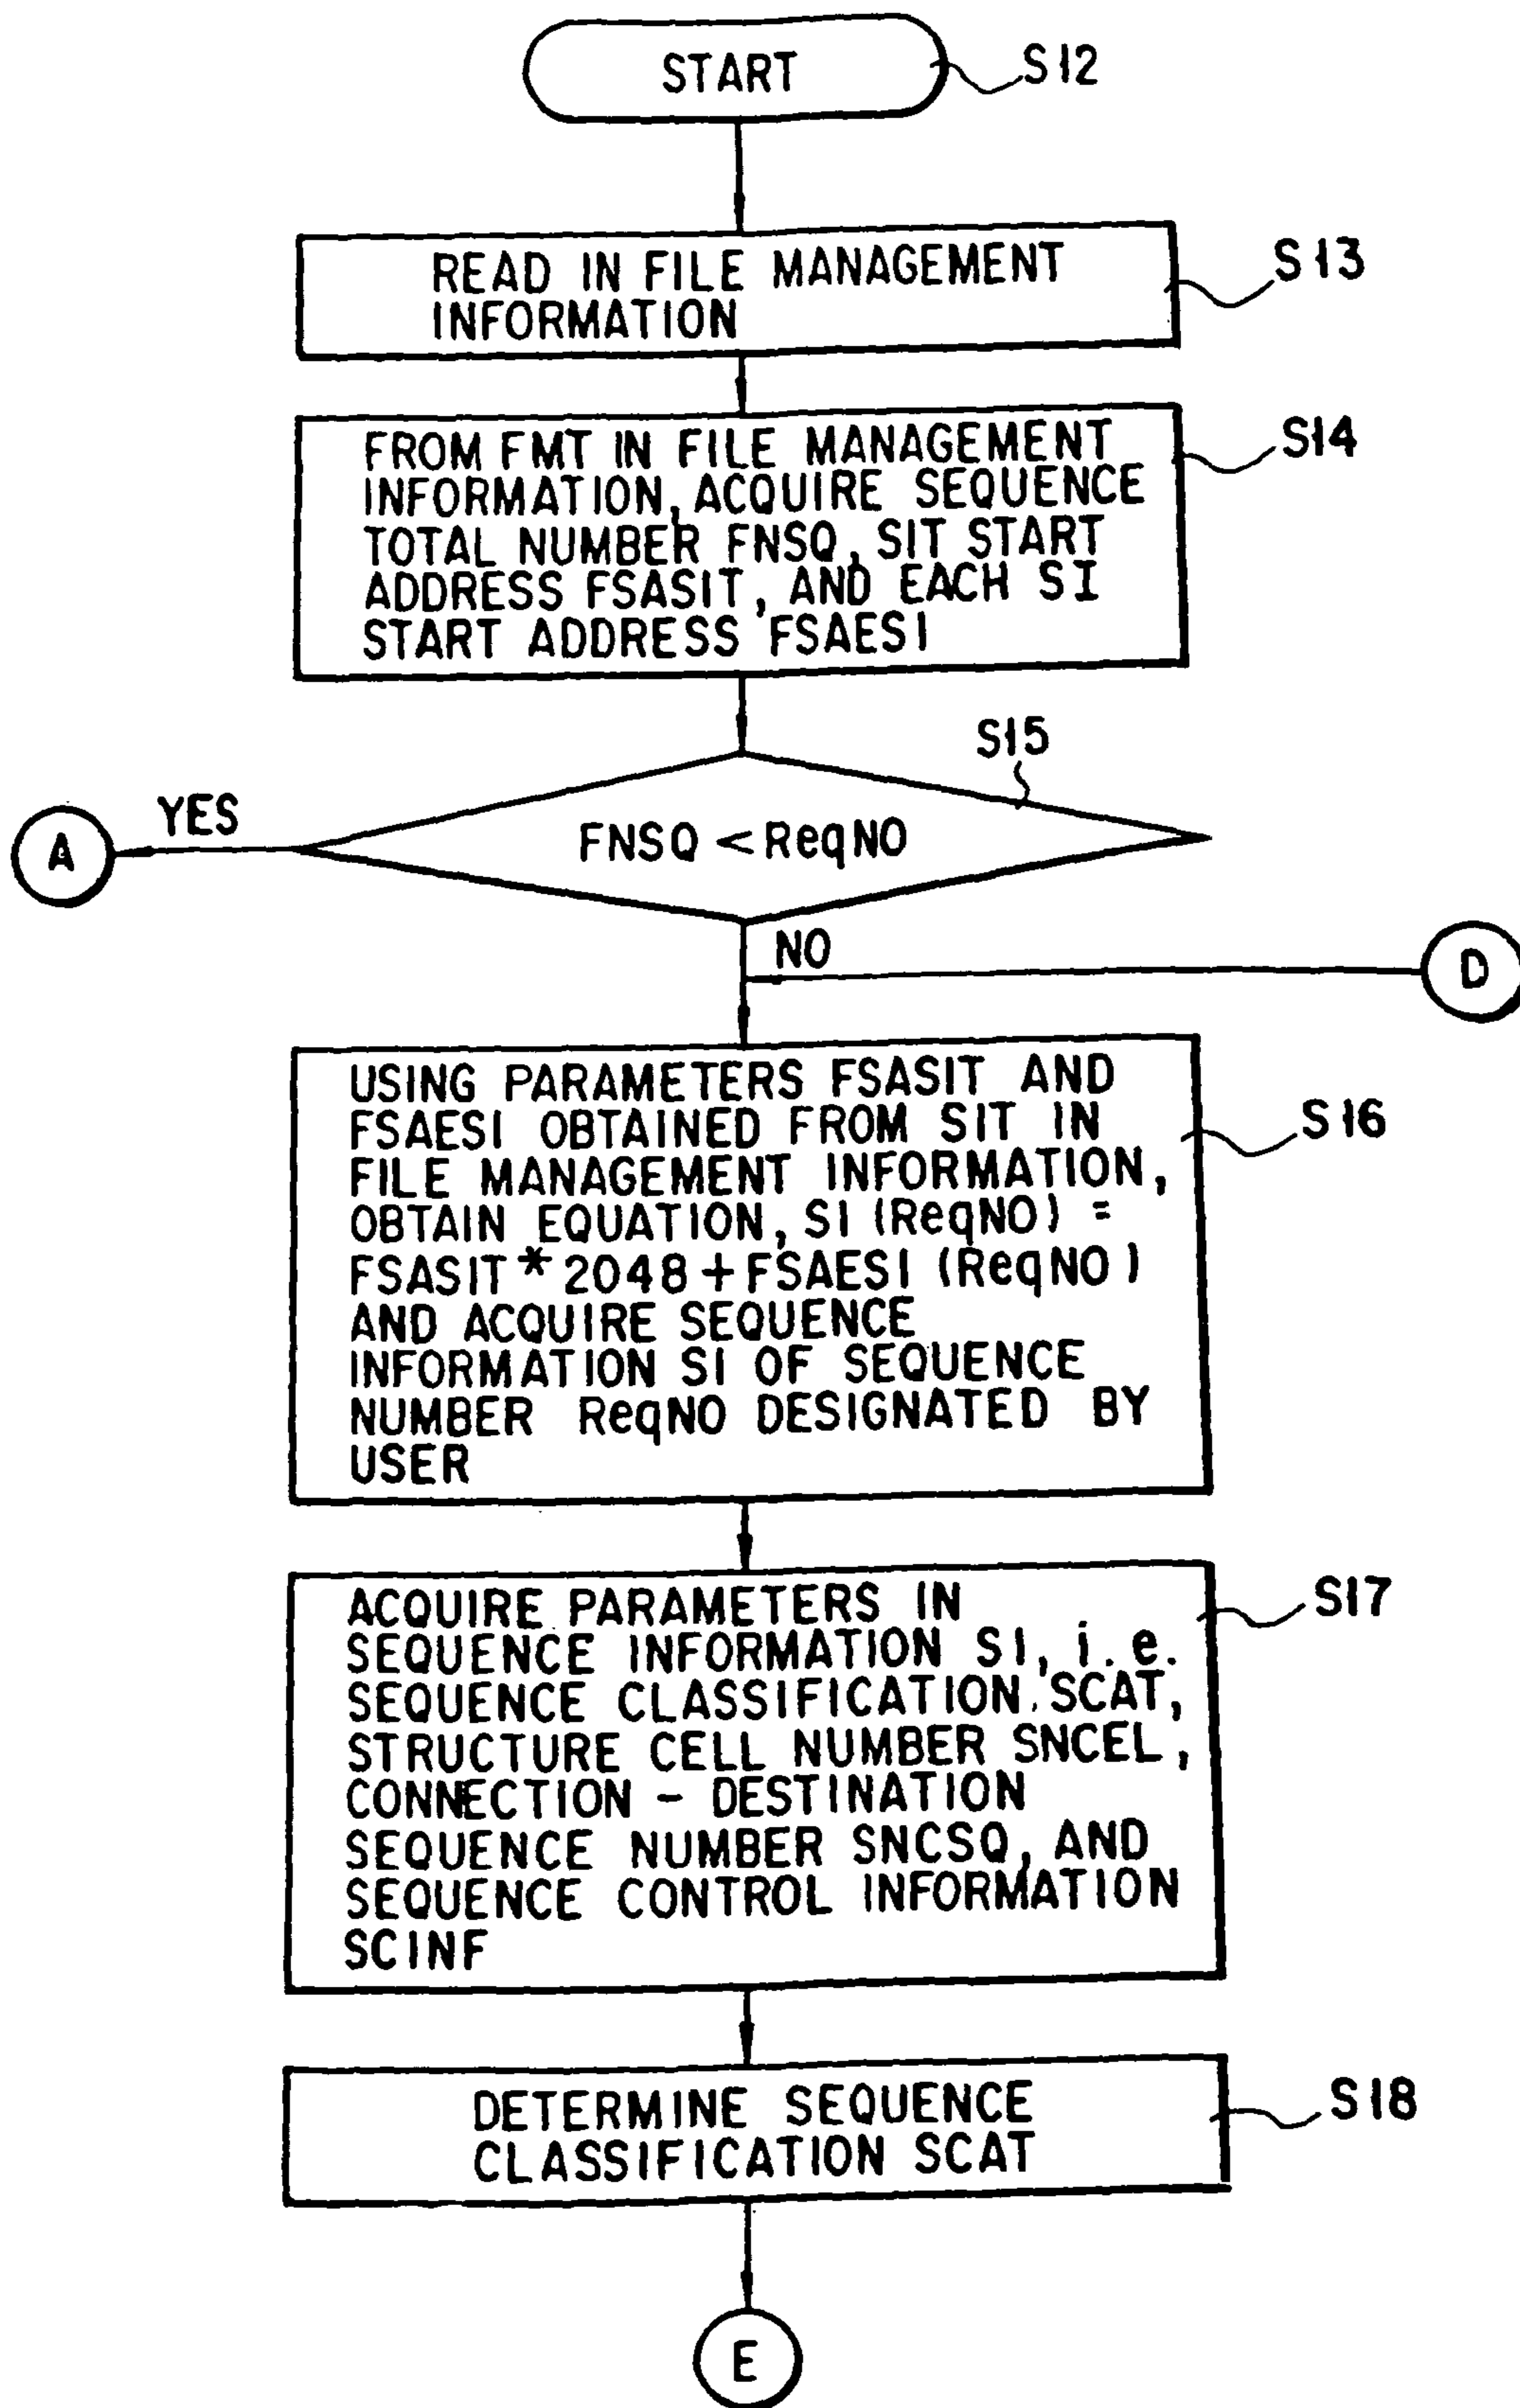 START
S12
READ IN FILE MANAGEMENT
INFORMATION
S13
FROM FMT IN FILE MANAGEMENT
INFORMATION, ACQUIRE SEQUENCE
TOTAL NUMBER FNSQ, SIT START
ADDRESS FSASIT, AND EACH SI
START ADDRESS FSAESI
S14
S15
YES
A
FNSQ < ReqNO
NO
D
USING PARAMETERS FSASIT AND
FSAESI OBTAINED FROM SIT IN
FILE MANAGEMENT INFORMATION,
OBTAIN EQUATION, SI (ReqNO) =
FSASIT * 2048 + FSAESI (ReqNO)
AND ACQUIRE SEQUENCE
INFORMATION SI OF SEQUENCE
NUMBER ReqNO DESIGNATED BY
USER
S16
ACQUIRE PARAMETERS IN
SEQUENCE INFORMATION SI, i.e.
SEQUENCE CLASSIFICATION SCAT,
STRUCTURE CELL NUMBER SNCEL,
CONNECTION - DESTINATION
SEQUENCE NUMBER SNCSQ, AND
SEQUENCE CONTROL INFORMATION
SCINF
S17
DETERMINE SEQUENCE
CLASSIFICATION SCAT
S18
E